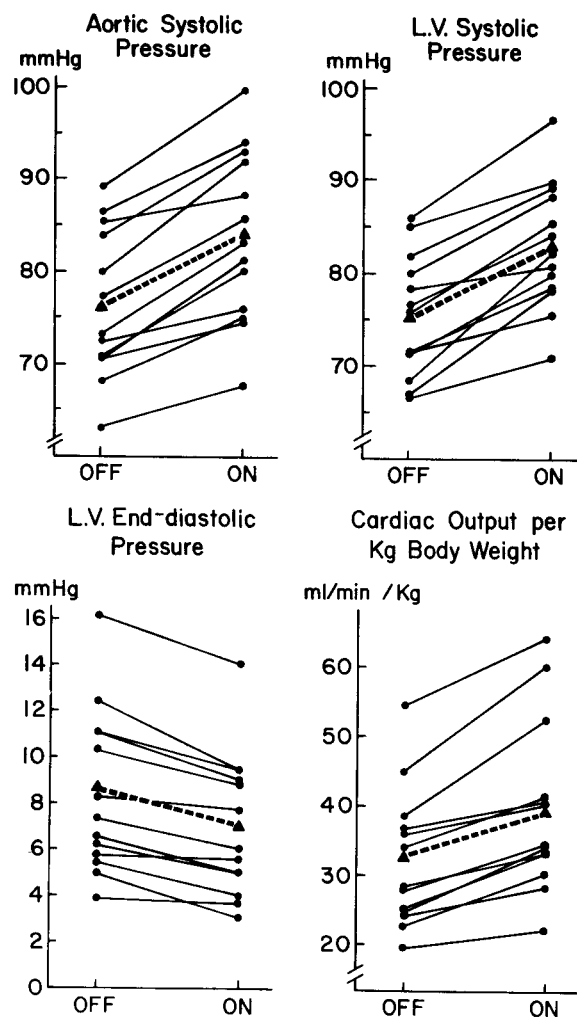 Aortic Systolic
Pressure
mmHg
100
90
80
70
OFF
ON
L.V. Systolic
Pressure
mmHg
100
90
80
70
OFF
ON
L.V. End-diastolic
Pressure
mmHg
16
14
12
10
8
6
4
2
0
OFF
ON
Cardiac Output per
Kg Body Weight
ml/min /Kg
60
50
40
30
20
OFF
ON